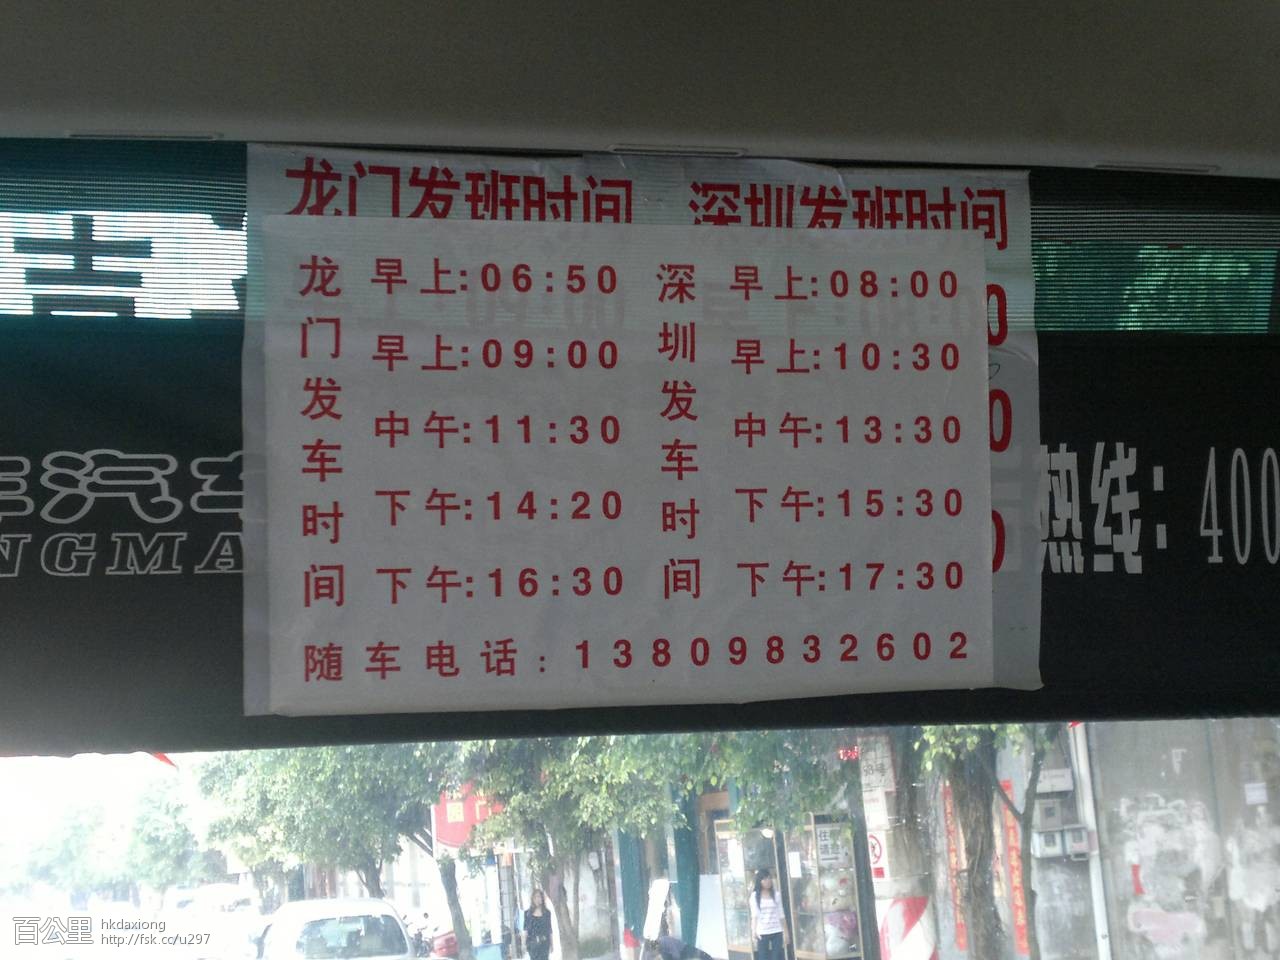 龙门发班时间 深圳发班时间
龙门发车时间
早上:06:50
早上:09:00
中午:11:30
下午:14:20
下午:16:30
深圳发车时间
早上:08:00
早上:10:30
中午:13:30
下午:15:30
下午:17:30
随车电话:13809832602
汽车
NGMA
热线:400
百公里
hkdaxiong
http://fsk.cc/u297